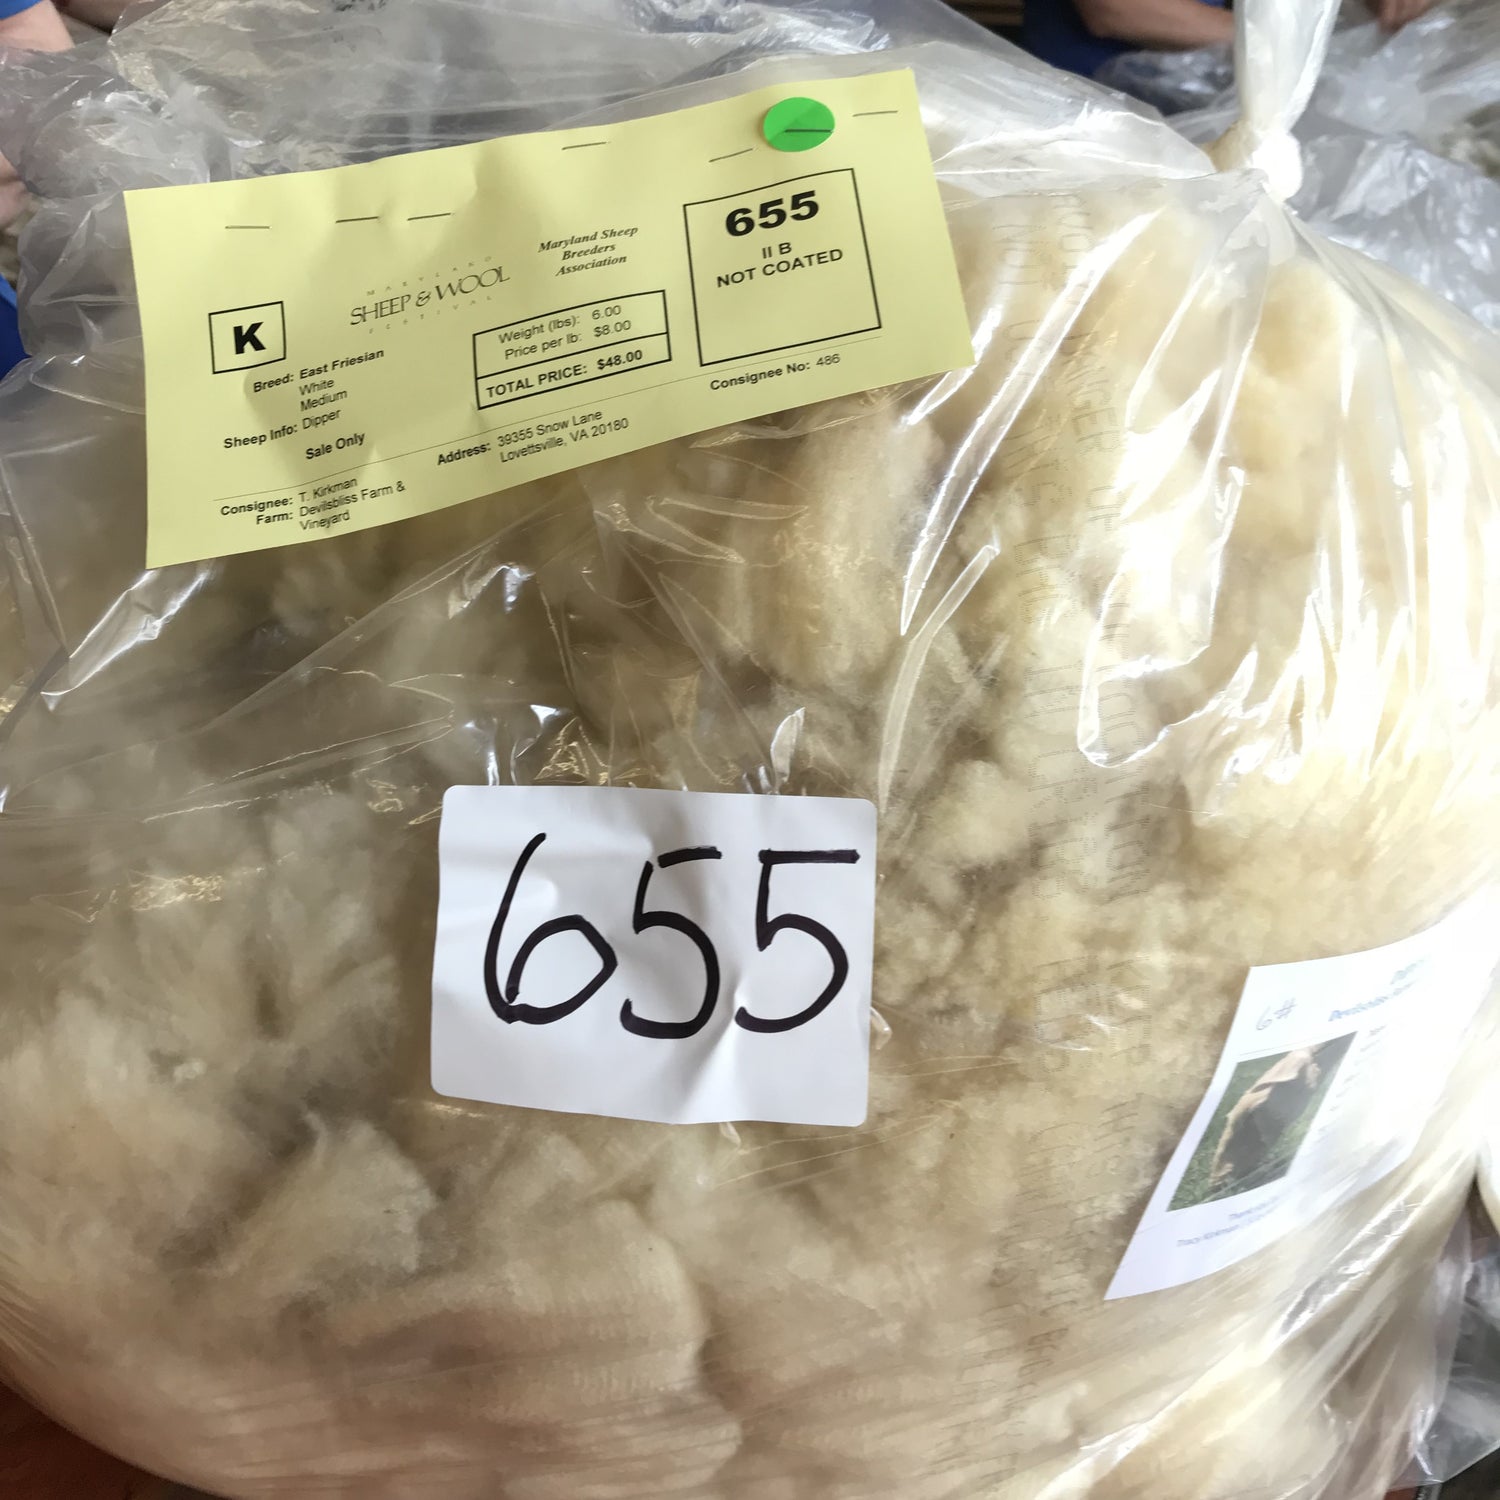 655
II B
NOT COATED
MARYLAND
SHEEP & WOOL
FESTIVAL
Maryland Sheep
Breeders
Association
K
Weight (lbs): 6.00
Price per lb: $8.00
TOTAL PRICE: $48.00
Breed: East Friesian
White
Medium
Sheep Info: Dipper
Sale Only
Consignee No: 486
Address: 39355 Snow Lane
Lovettsville, VA 20180
Consignee: T. Kirkman
Farm: Devilsbliss Farm &
Vineyard
655
6#